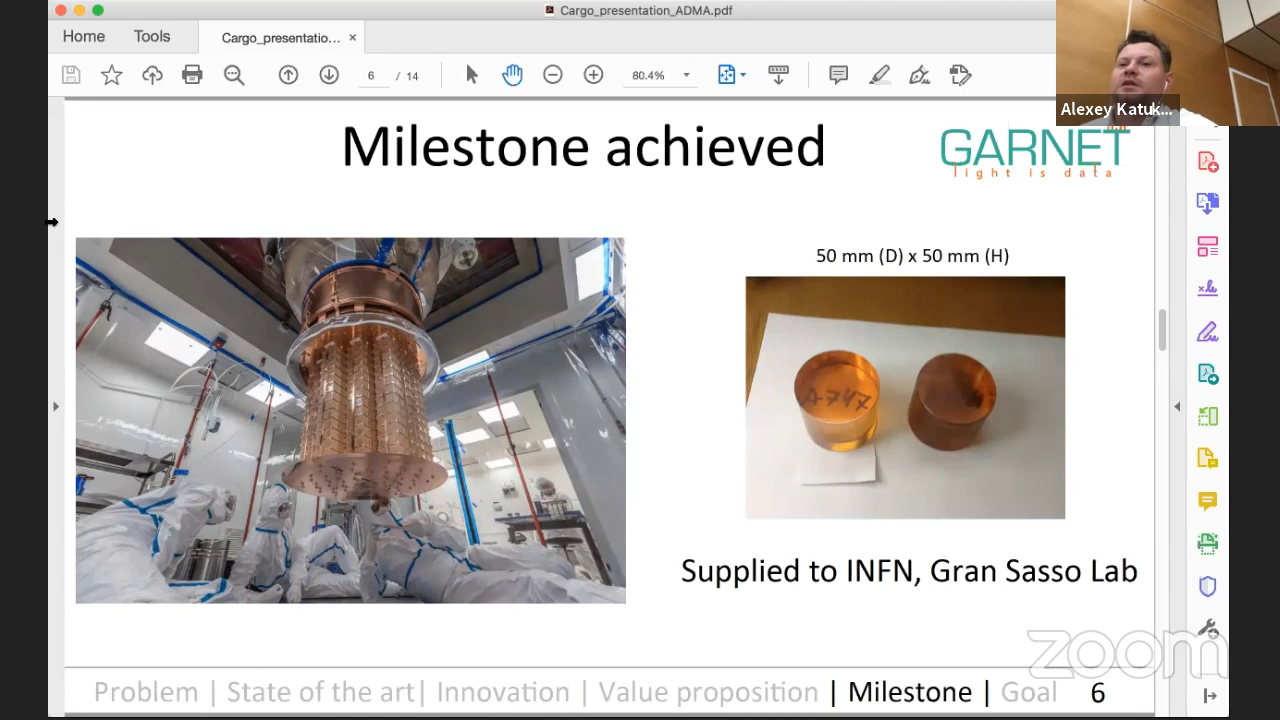 Cargo_presentation_ADMA.pdf
Home Tools Cargo_presentatio... ×
6 / 14 80.4%
Alexey Katuk...
Milestone achieved
GARNET
light is data
50 mm (D) x 50 mm (H)
A-747
Supplied to INFN, Gran Sasso Lab
zoom
Problem | State of the art| Innovation | Value proposition | Milestone | Goal 6